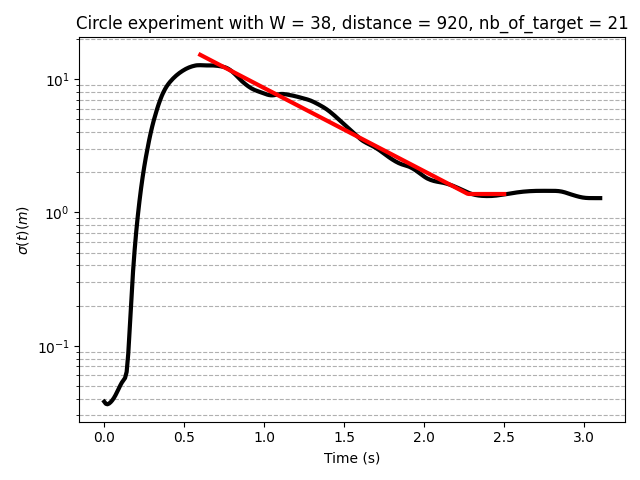 Circle experiment with W = 38, distance = 920, nb_of_target = 21
10¹
10⁰
10⁻¹
σ(t)(m)
0.0 0.5 1.0 1.5 2.0 2.5 3.0
Time (s)